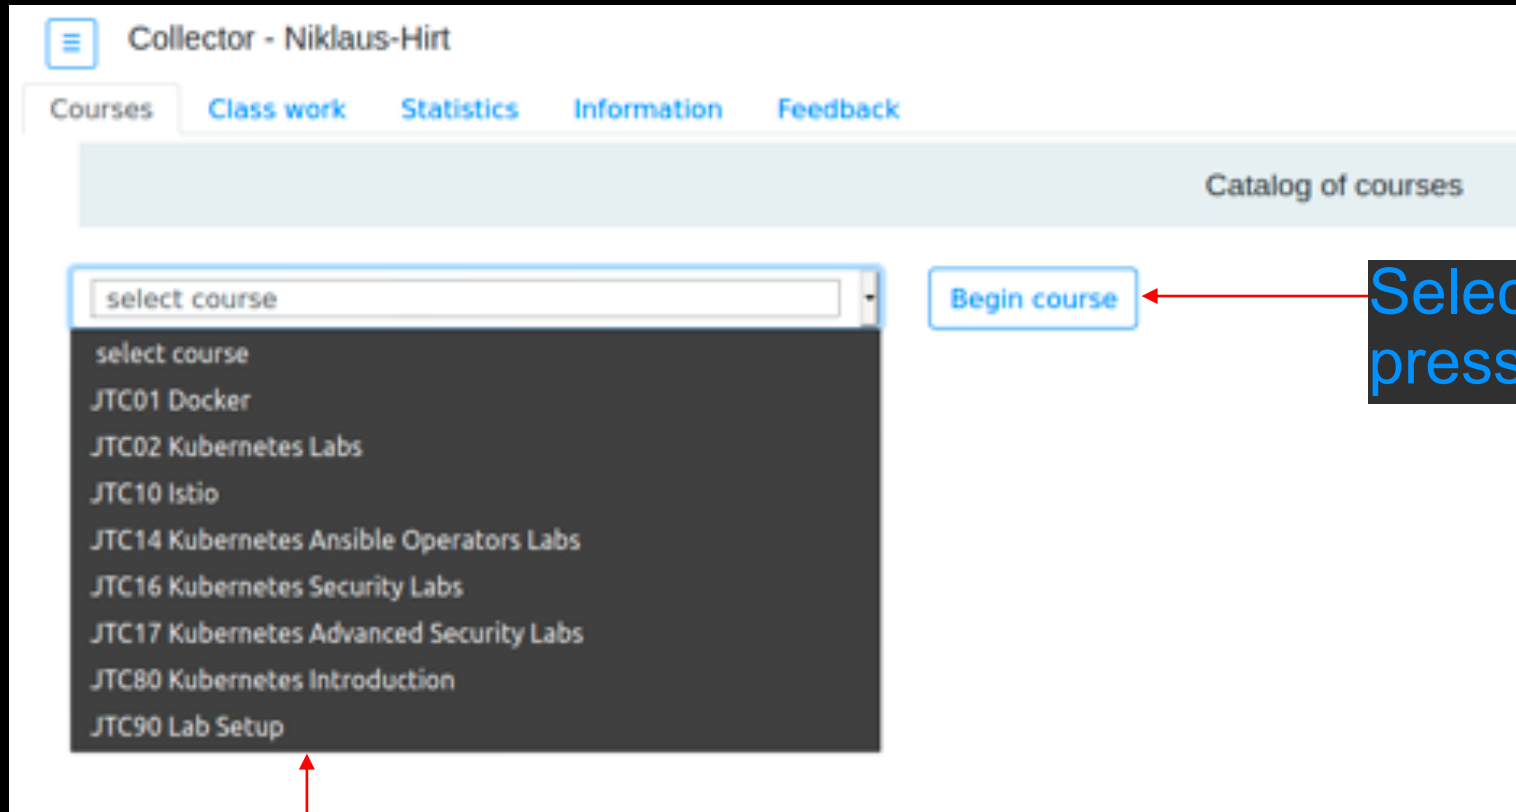 Collector - Niklaus-Hirt
Courses Class work Statistics Information Feedback
Catalog of courses
select course
Begin course
select course
JTC01 Docker
JTC02 Kubernetes Labs
JTC10 Istio
JTC14 Kubernetes Ansible Operators Labs
JTC16 Kubernetes Security Labs
JTC17 Kubernetes Advanced Security Labs
JTC80 Kubernetes Introduction
JTC90 Lab Setup
press